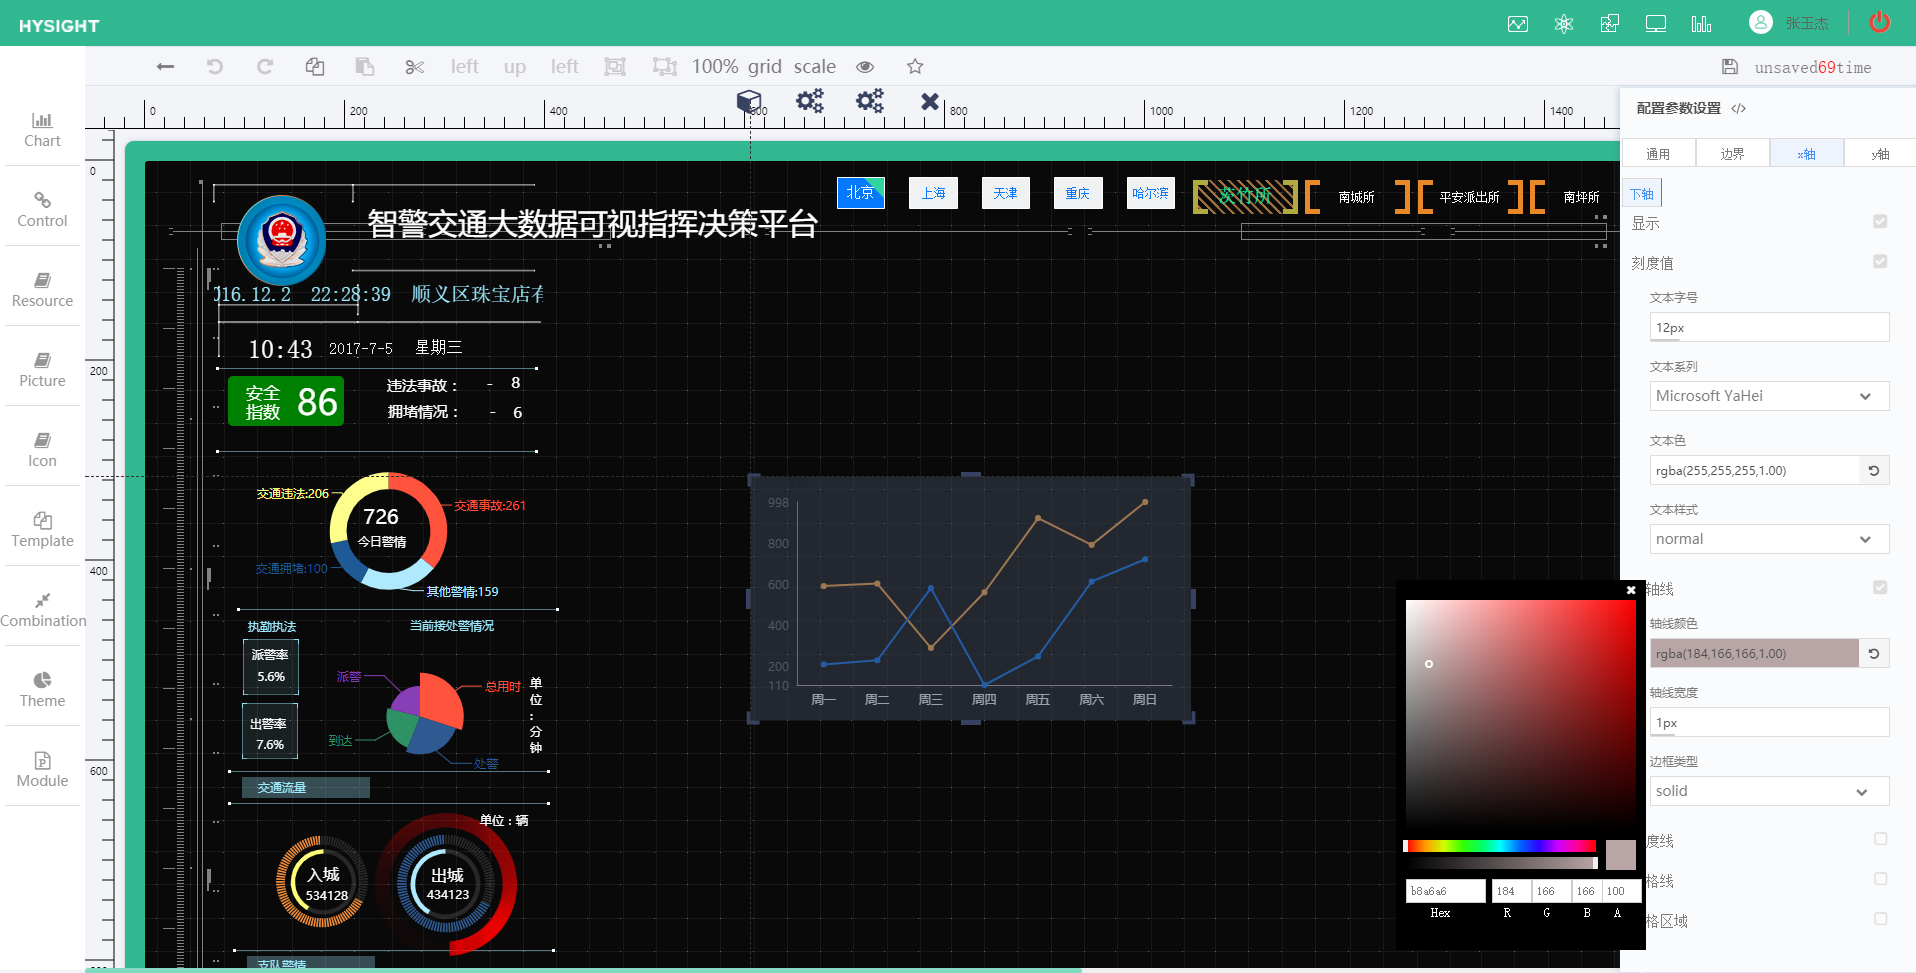 HYSIGHT
张玉杰
left up left 100% grid scale
unsaved69time
0 200 400 600 800 1000 1200 1400
Chart
Control
Resource
Picture
Icon
Template
Combination
Theme
Module
0
200
400
600
智警交通大数据可视指挥决策平台
北京 上海 天津 重庆 哈尔滨 茨竹所 南城所 平安派出所 南坪所
016.12.2 22:28:39 顺义区珠宝店有
10:43 2017-7-5 星期三
安全指数 86
违法事故： - 8
拥堵情况： - 6
交通违法:206
交通事故:261
726
今日警情
交通拥堵:100
其他警情:159
执勤执法
当前接处警情况
派警率
5.6%
出警率
7.6%
派警
总用时
到达
处警
单位:分钟
交通流量
单位：辆
入城
534128
出城
434123
支队警情
998
800
600
400
200
110
周一 周二 周三 周四 周五 周六 周日
配置参数设置 </>
通用 边界 x轴 y轴
下轴
显示
刻度值
文本字号
12px
文本系列
Microsoft YaHei
文本色
rgba(255,255,255,1.00)
文本样式
normal
轴线
轴线颜色
rgba(184,166,166,1.00)
轴线宽度
1px
边框类型
solid
度线
格线
格区域
b8a6a6 184 166 166 100
Hex R G B A